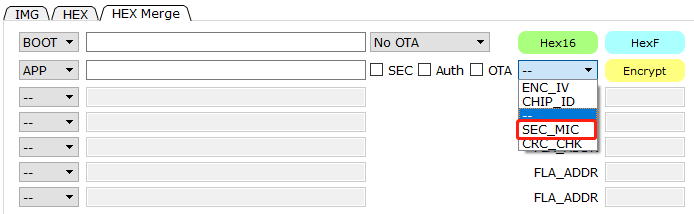 IMG HEX HEX Merge
BOOT No OTA Hex16 HexF
APP SEC Auth OTA -- Encrypt
ENC_IV
-- CHIP_ID
--
-- SEC_MIC
CRC_CHK
--
-- FLA_ADDR
-- FLA_ADDR